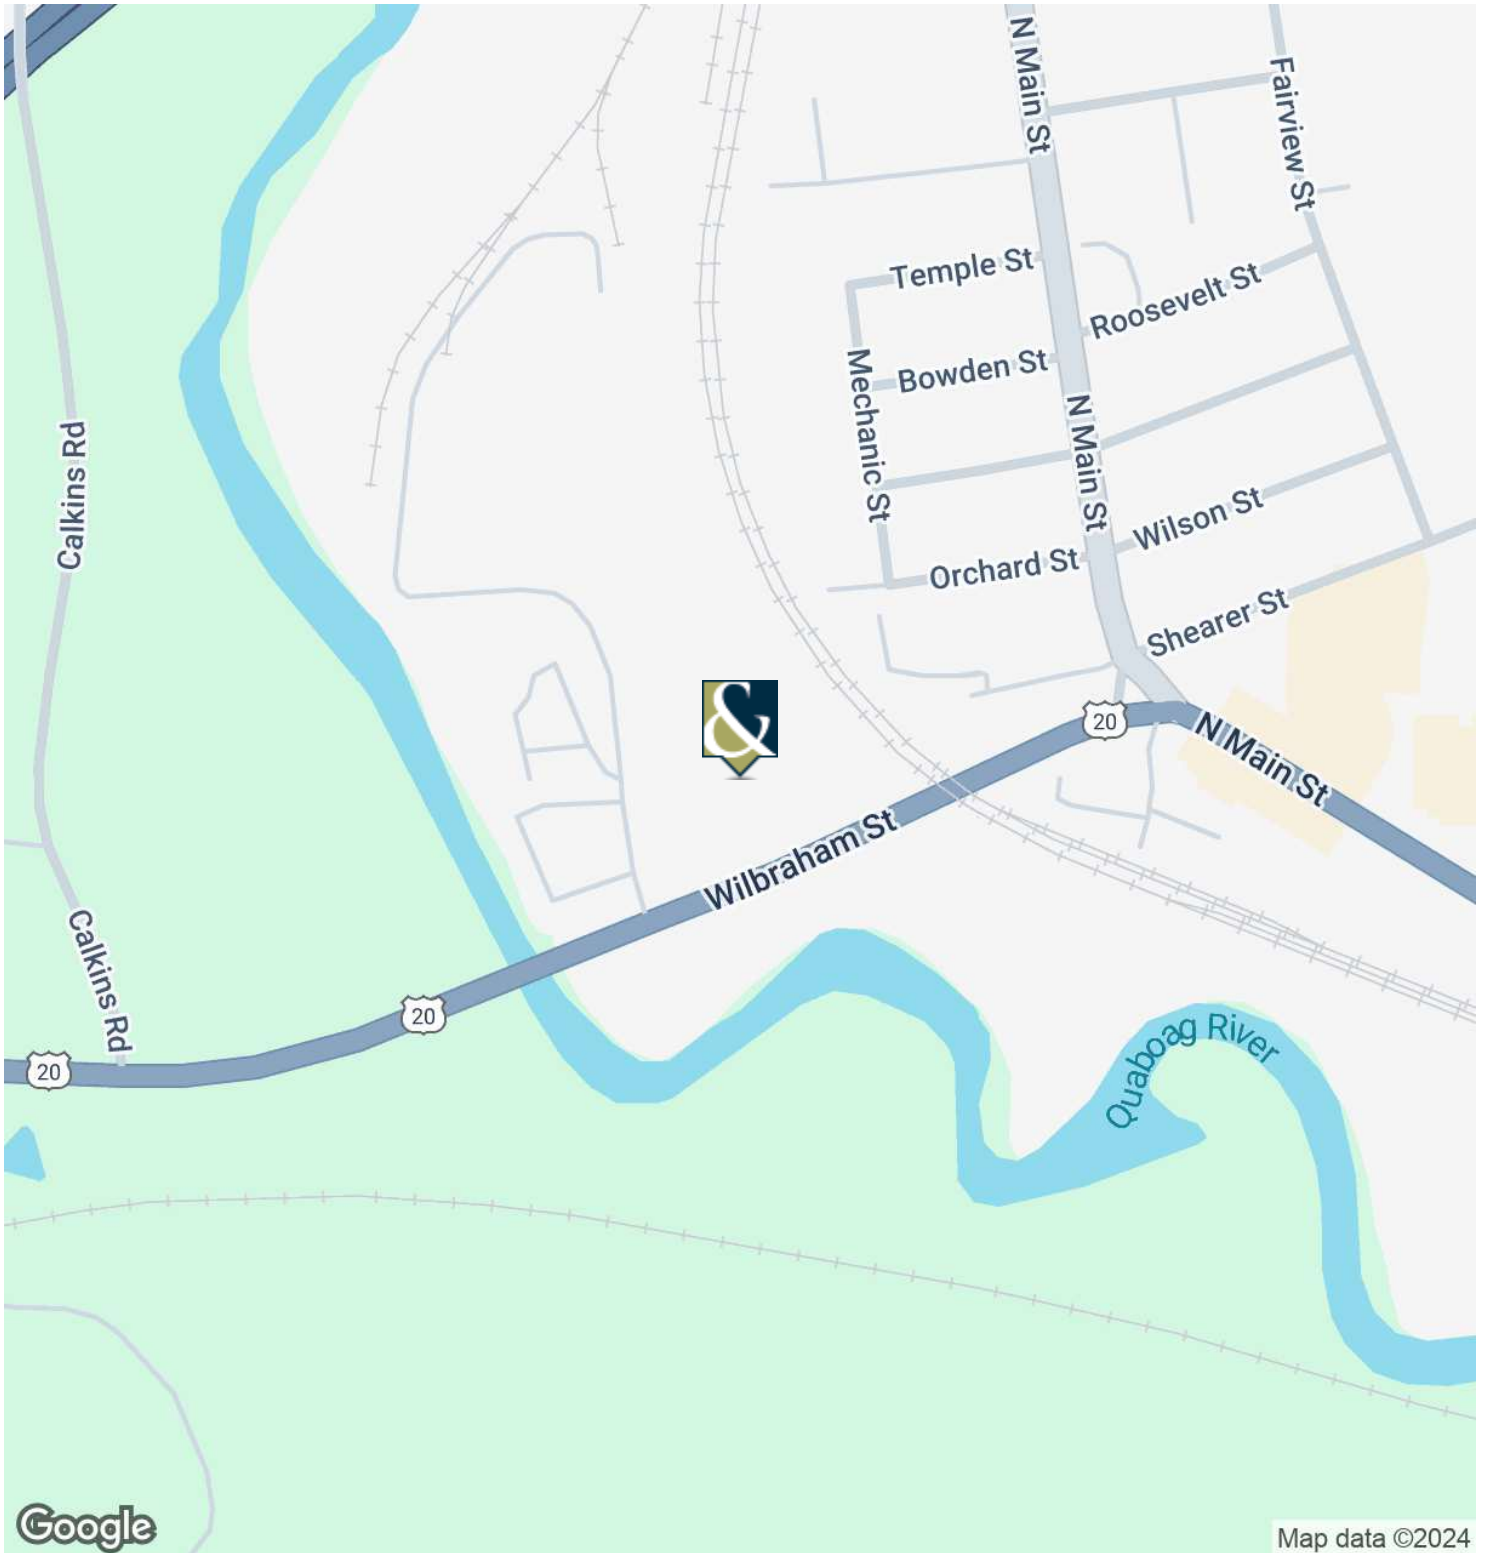 N Main St
Fairview St
Temple St
Roosevelt St
Bowden St
Mechanic St
N Main St
Calkins Rd
Wilson St
Orchard St
Shearer St
&
20
N Main St
Wilbraham St
Calkins Rd
20
20
Quaboag River
Google
Map data ©2024